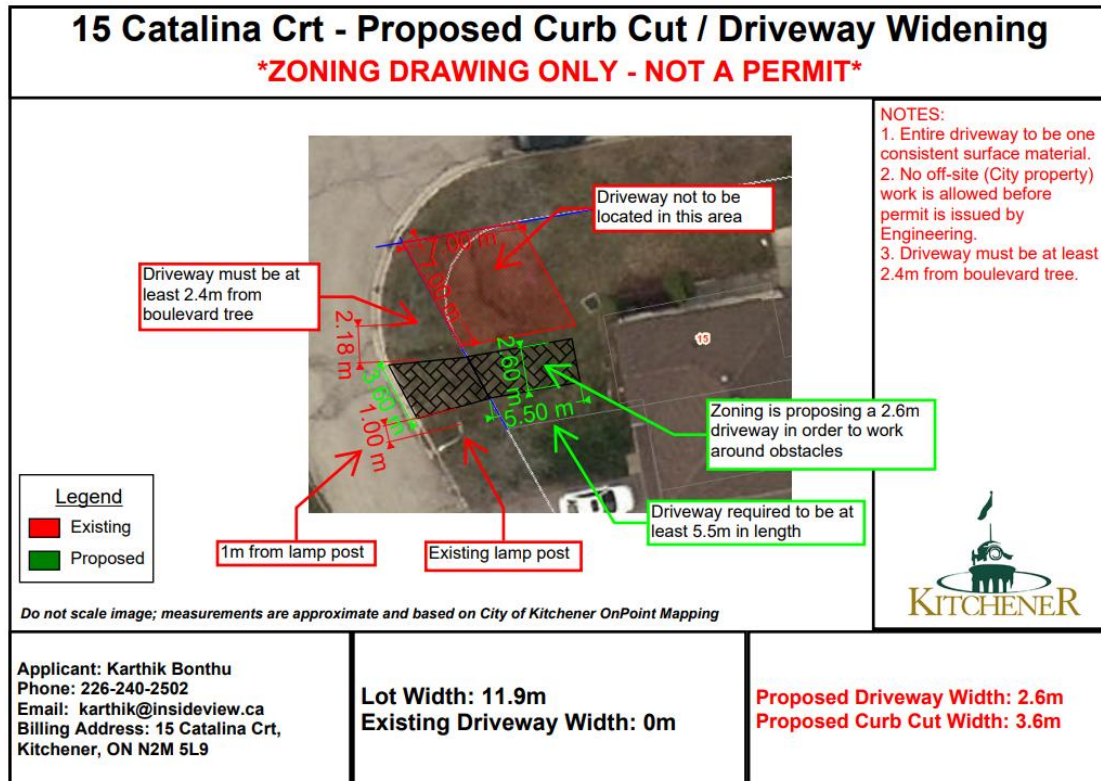 15 Catalina Crt - Proposed Curb Cut / Driveway Widening
*ZONING DRAWING ONLY - NOT A PERMIT*
NOTES:
1. Entire driveway to be one
consistent surface material.
2. No off-site (City property)
work is allowed before
permit is issued by
Engineering.
3. Driveway must be at least
2.4m from boulevard tree.
Driveway not to be
located in this area
7.00 m
7.00 m
Driveway must be at
least 2.4m from
boulevard tree
2.18 m
15
2.60 m
3.60 m
5.50 m
1.00 m
Zoning is proposing a 2.6m
driveway in order to work
around obstacles
Driveway required to be at
least 5.5m in length
1m from lamp post
Existing lamp post
Legend
Existing
Proposed
KITCHENER
Do not scale image; measurements are approximate and based on City of Kitchener OnPoint Mapping
Applicant: Karthik Bonthu
Phone: 226-240-2502
Email: karthik@insideview.ca
Billing Address: 15 Catalina Crt,
Kitchener, ON N2M 5L9
Lot Width: 11.9m
Existing Driveway Width: 0m
Proposed Driveway Width: 2.6m
Proposed Curb Cut Width: 3.6m